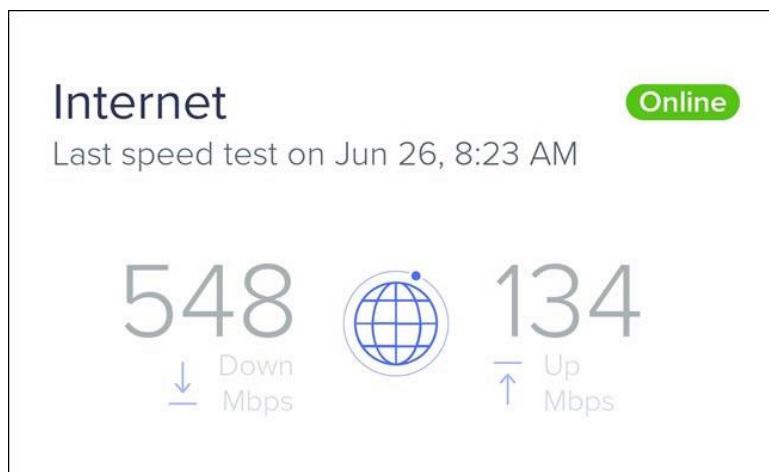 Internet
Online
Last speed test on Jun 26, 8:23 AM
548
134
Down
Mbps
Up
Mbps